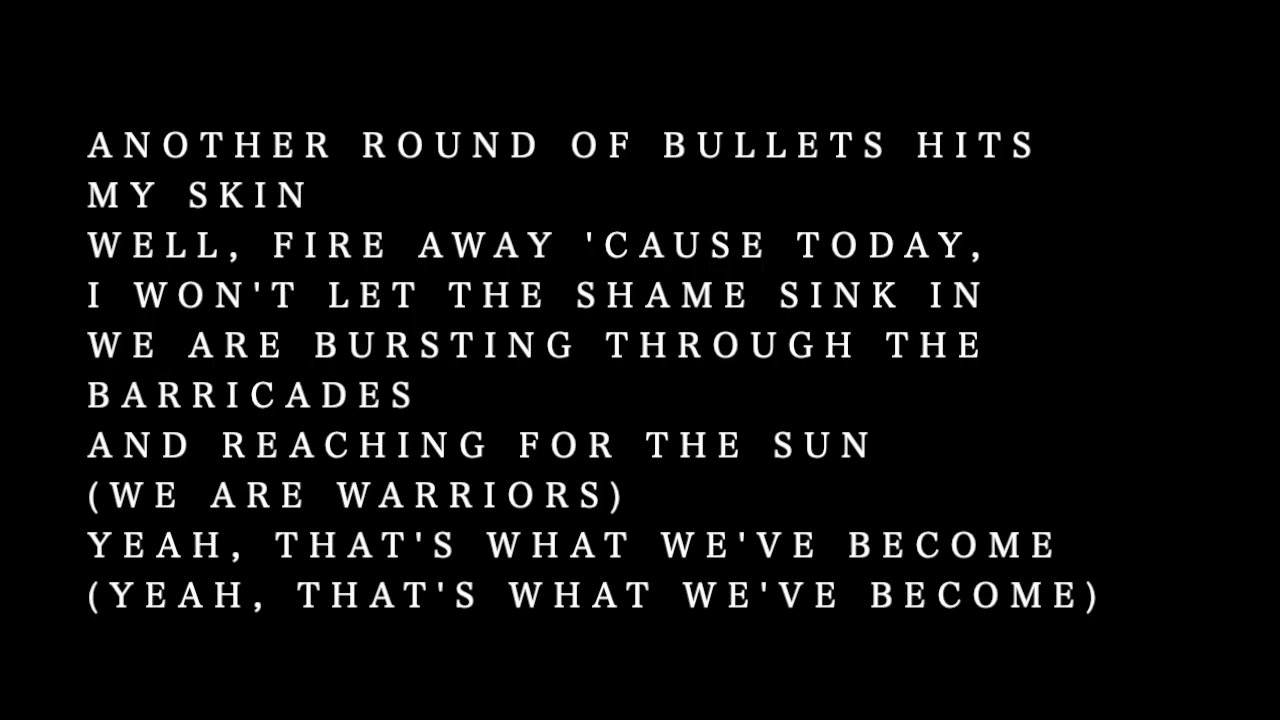 ANOTHER ROUND OF BULLETS HITS
MY SKIN
WELL, FIRE AWAY 'CAUSE TODAY,
I WON'T LET THE SHAME SINK IN
WE ARE BURSTING THROUGH THE
BARRICADES
AND REACHING FOR THE SUN
(WE ARE WARRIORS)
YEAH, THAT'S WHAT WE'VE BECOME
(YEAH, THAT'S WHAT WE'VE BECOME)